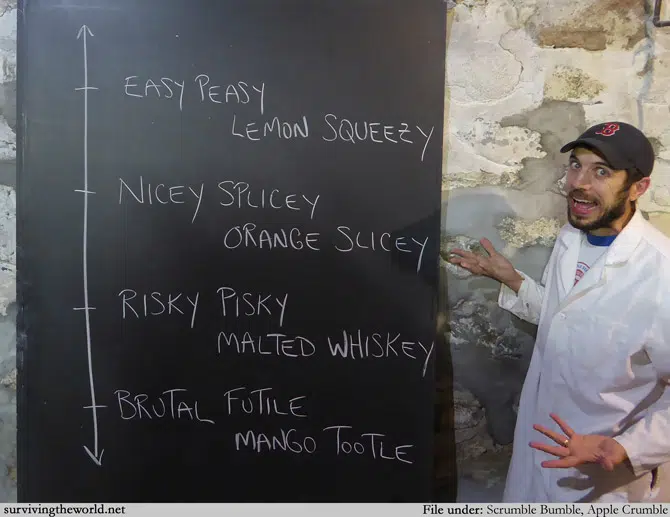 EASY PEASY
LEMON SQUEEZY
NICEY SPLICEY
ORANGE SLICEY
RISKY PISKY
MALTED WHISKEY
BRUTAL FUTILE
MANGO TOOTLE
B
survivingtheworld.net
File under: Scrumble Bumble, Apple Crumble